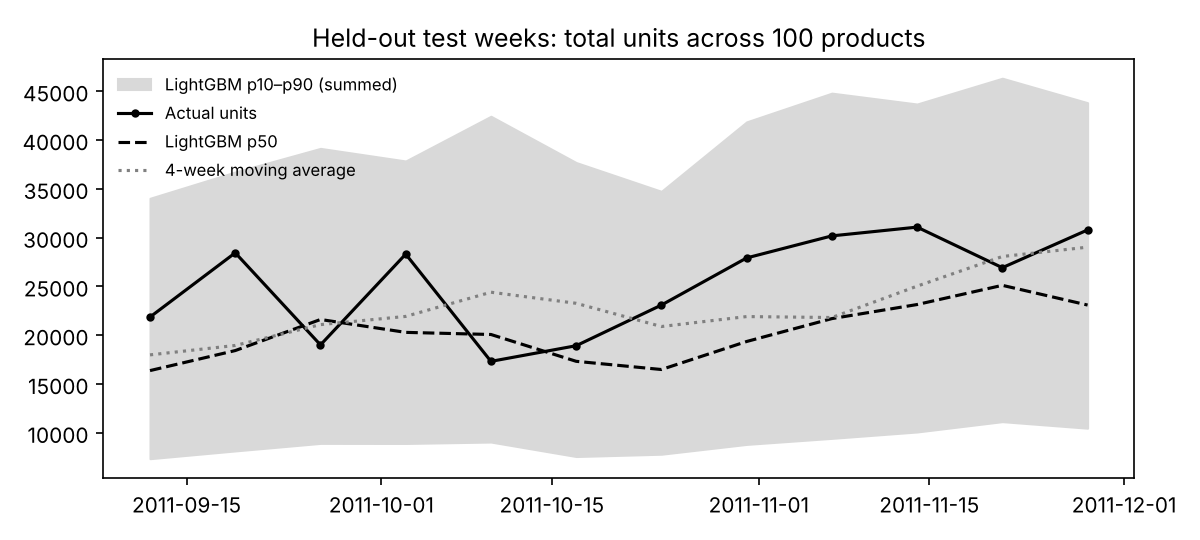 Held-out test weeks: total units across 100 products
LightGBM p10–p90 (summed)
Actual units
LightGBM p50
4-week moving average
45000
40000
35000
30000
25000
20000
15000
10000
2011-09-15
2011-10-01
2011-10-15
2011-11-01
2011-11-15
2011-12-01